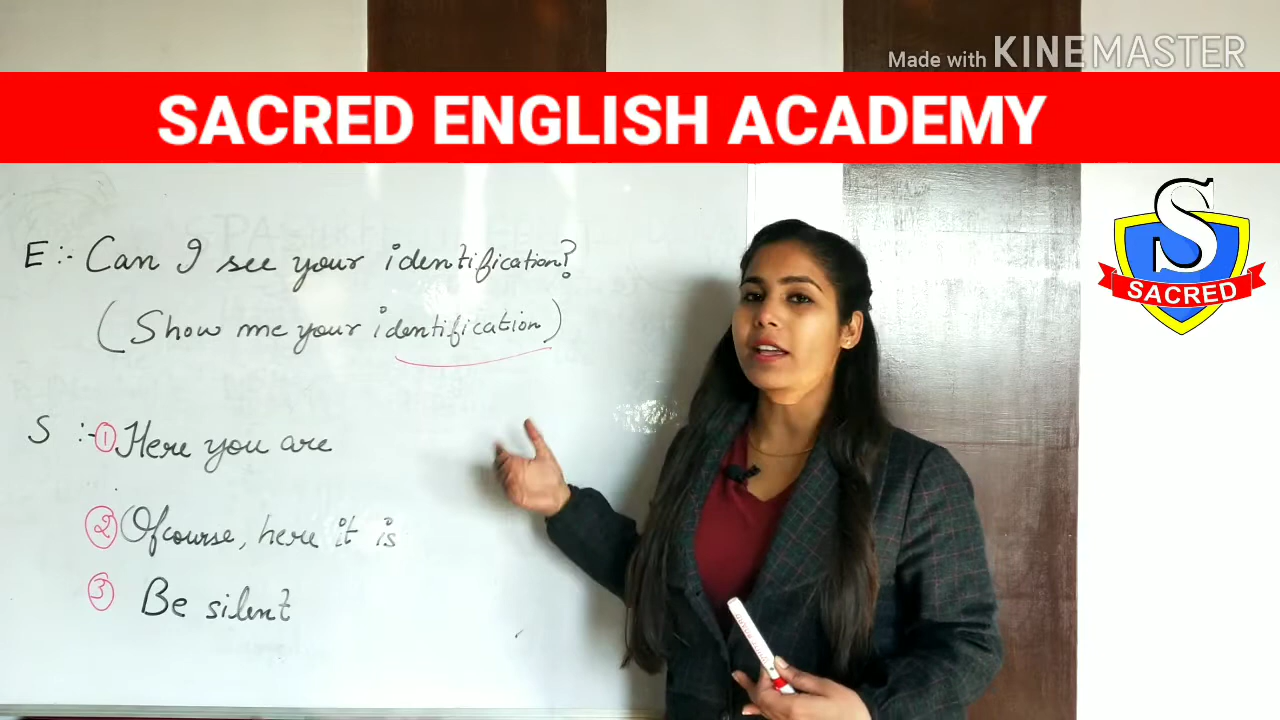 Made with KINEMASTER
SACRED ENGLISH ACADEMY
S
SACRED
E :- Can I see your identification?
(Show me your identification)
S :- ① Here you are
② Ofcourse, here it is
③ Be silent